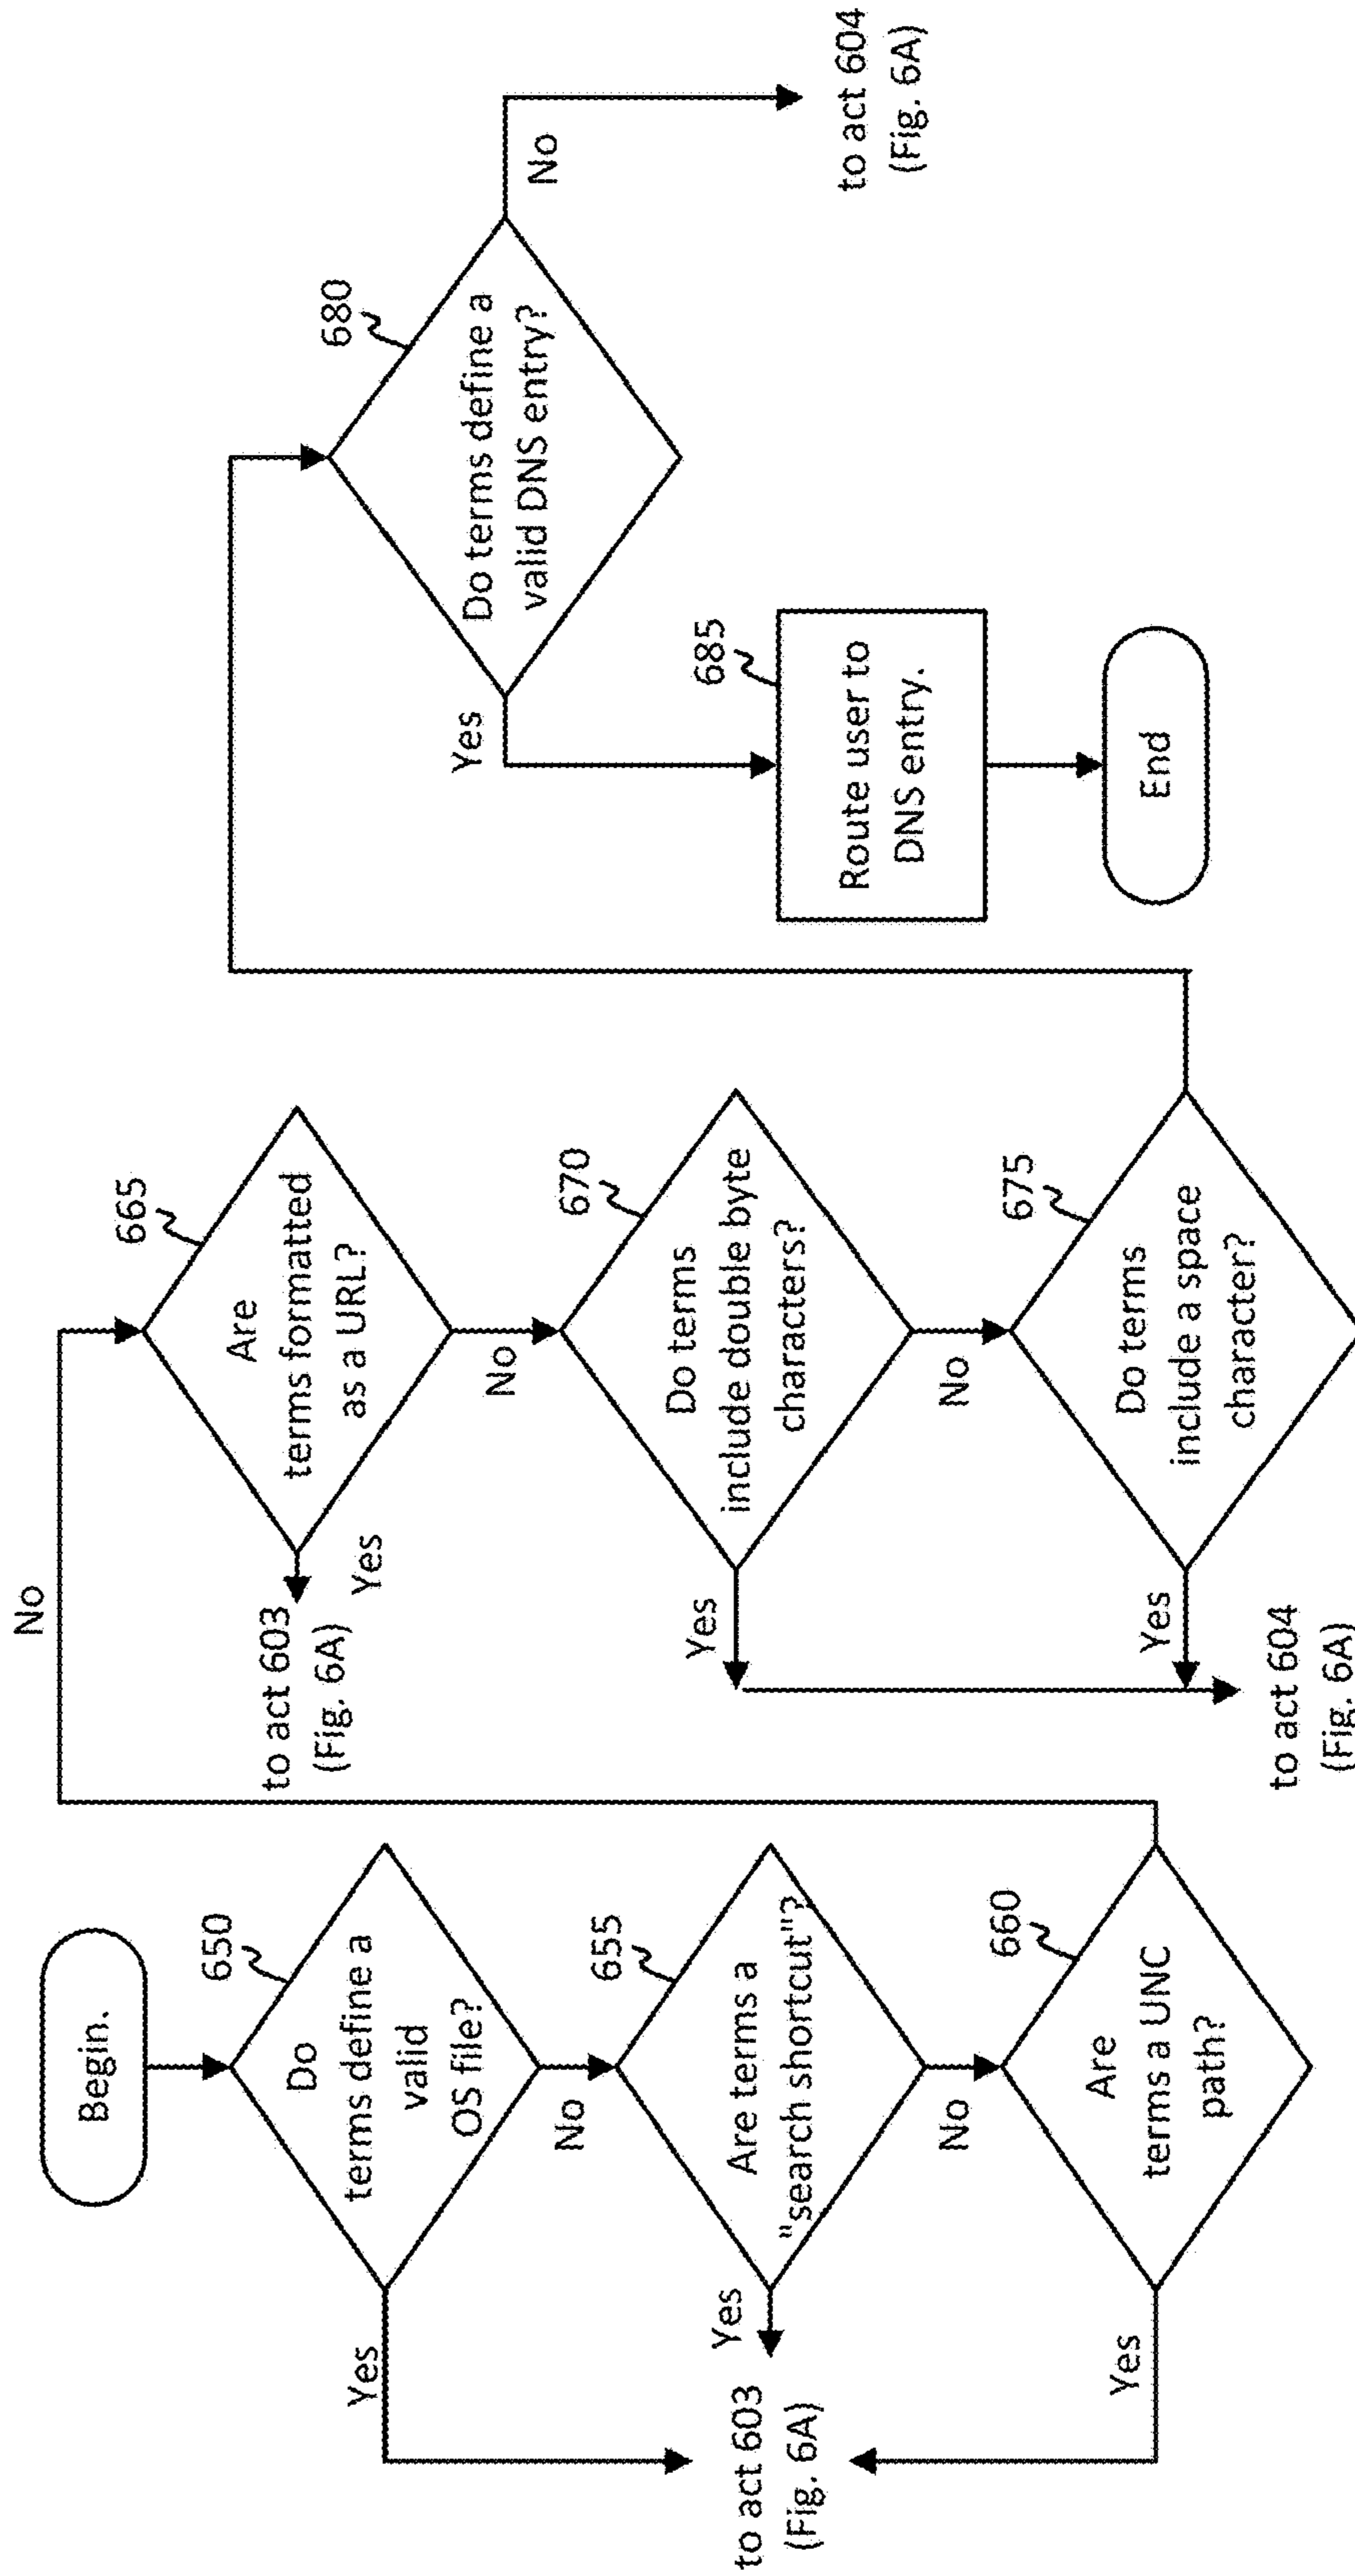 Begin.
650
Do
terms define a
valid
OS file?
Yes
No
655
Are terms a
"search shortcut"?
Yes
to act 603
(Fig. 6A)
No
660
Are
terms a UNC
path?
Yes
No
665
Are
terms formatted
as a URL?
Yes
to act 603
(Fig. 6A)
No
670
Do terms
include double byte
characters?
Yes
No
675
Do terms
include a space
character?
Yes
to act 604
(Fig. 6A)
680
Do terms define a
valid DNS entry?
Yes
No
to act 604
(Fig. 6A)
685
Route user to
DNS entry.
End